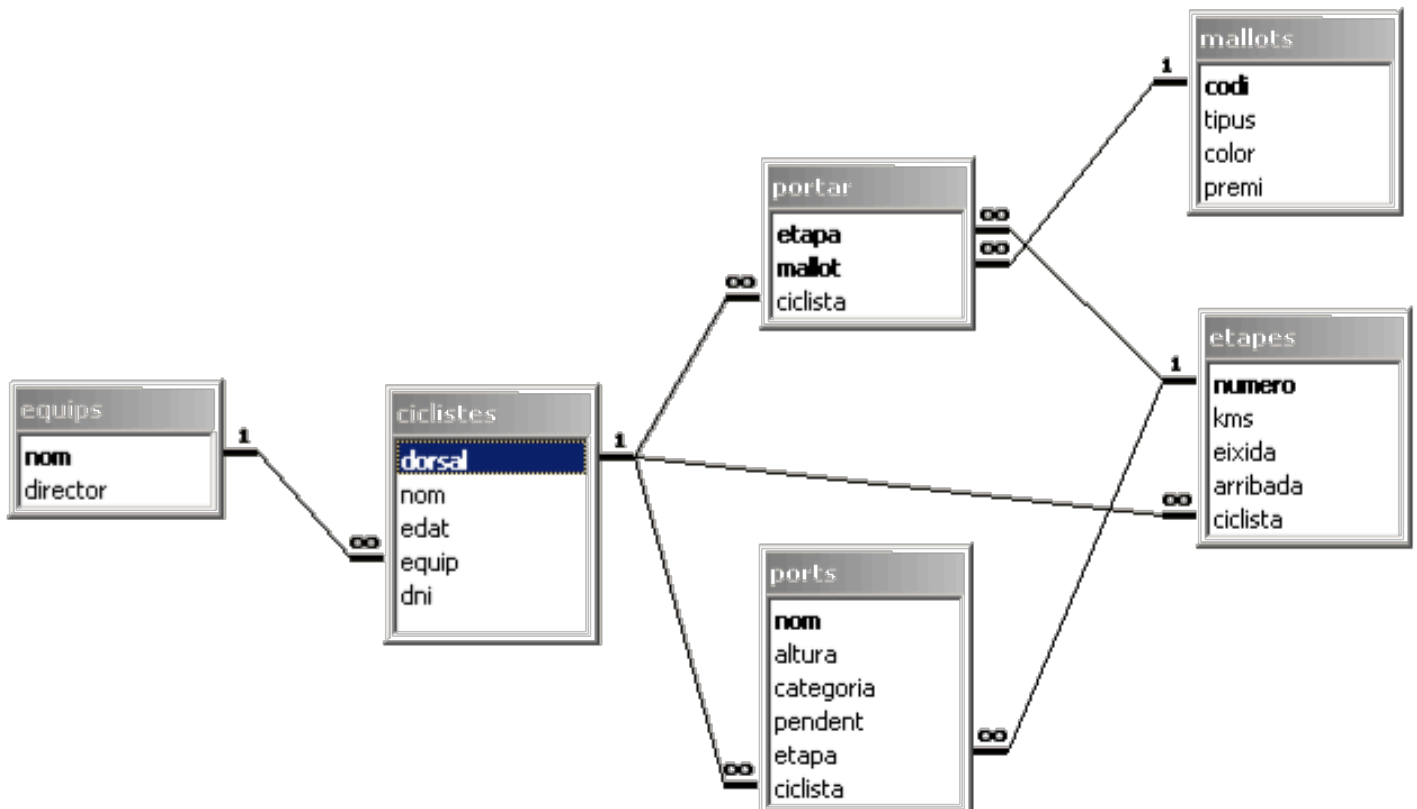 equips
nom
director
1
∞
ciclistes
dorsal
nom
edat
equip
dni
1
∞
∞
∞
portar
etapa
mallot
ciclista
∞
∞
ports
nom
altura
categoria
pendent
etapa
ciclista
∞
mallots
codi
tipus
color
premi
1
etapes
numero
kms
eixida
arribada
ciclista
1